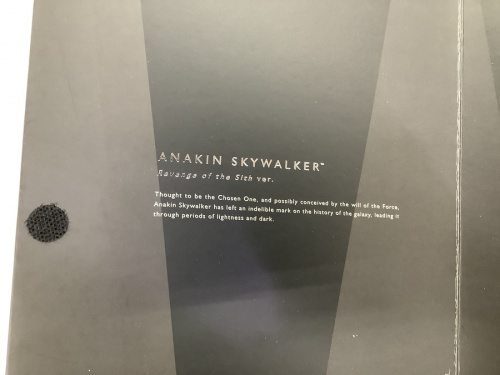 ANAKIN SKYWALKER™
Revenge of the Sith ver.
Thought to be the Chosen One, and possibly conceived by the will of the Force,
Anakin Skywalker has left an indelible mark on the history of the galaxy, leading it
through periods of lightness and dark.